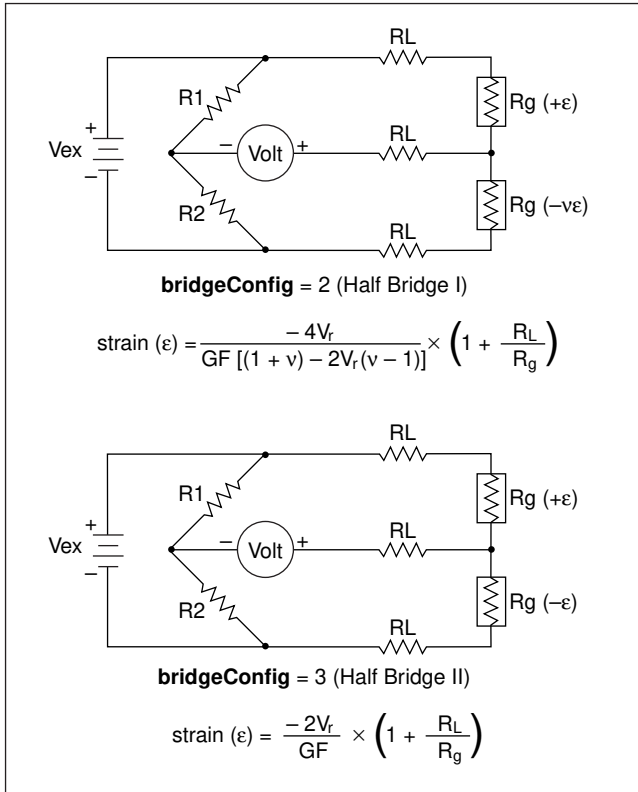 RL
R1
Rg (+ε)
Vex
+
–
– Volt +
RL
R2
Rg (–νε)
RL
bridgeConfig = 2 (Half Bridge I)
strain (ε) = – 4Vr / GF [(1 + ν) – 2Vr(ν – 1)] × (1 + RL / Rg)
RL
R1
Rg (+ε)
Vex
+
–
– Volt +
RL
R2
Rg (–ε)
RL
bridgeConfig = 3 (Half Bridge II)
strain (ε) = – 2Vr / GF × (1 + RL / Rg)